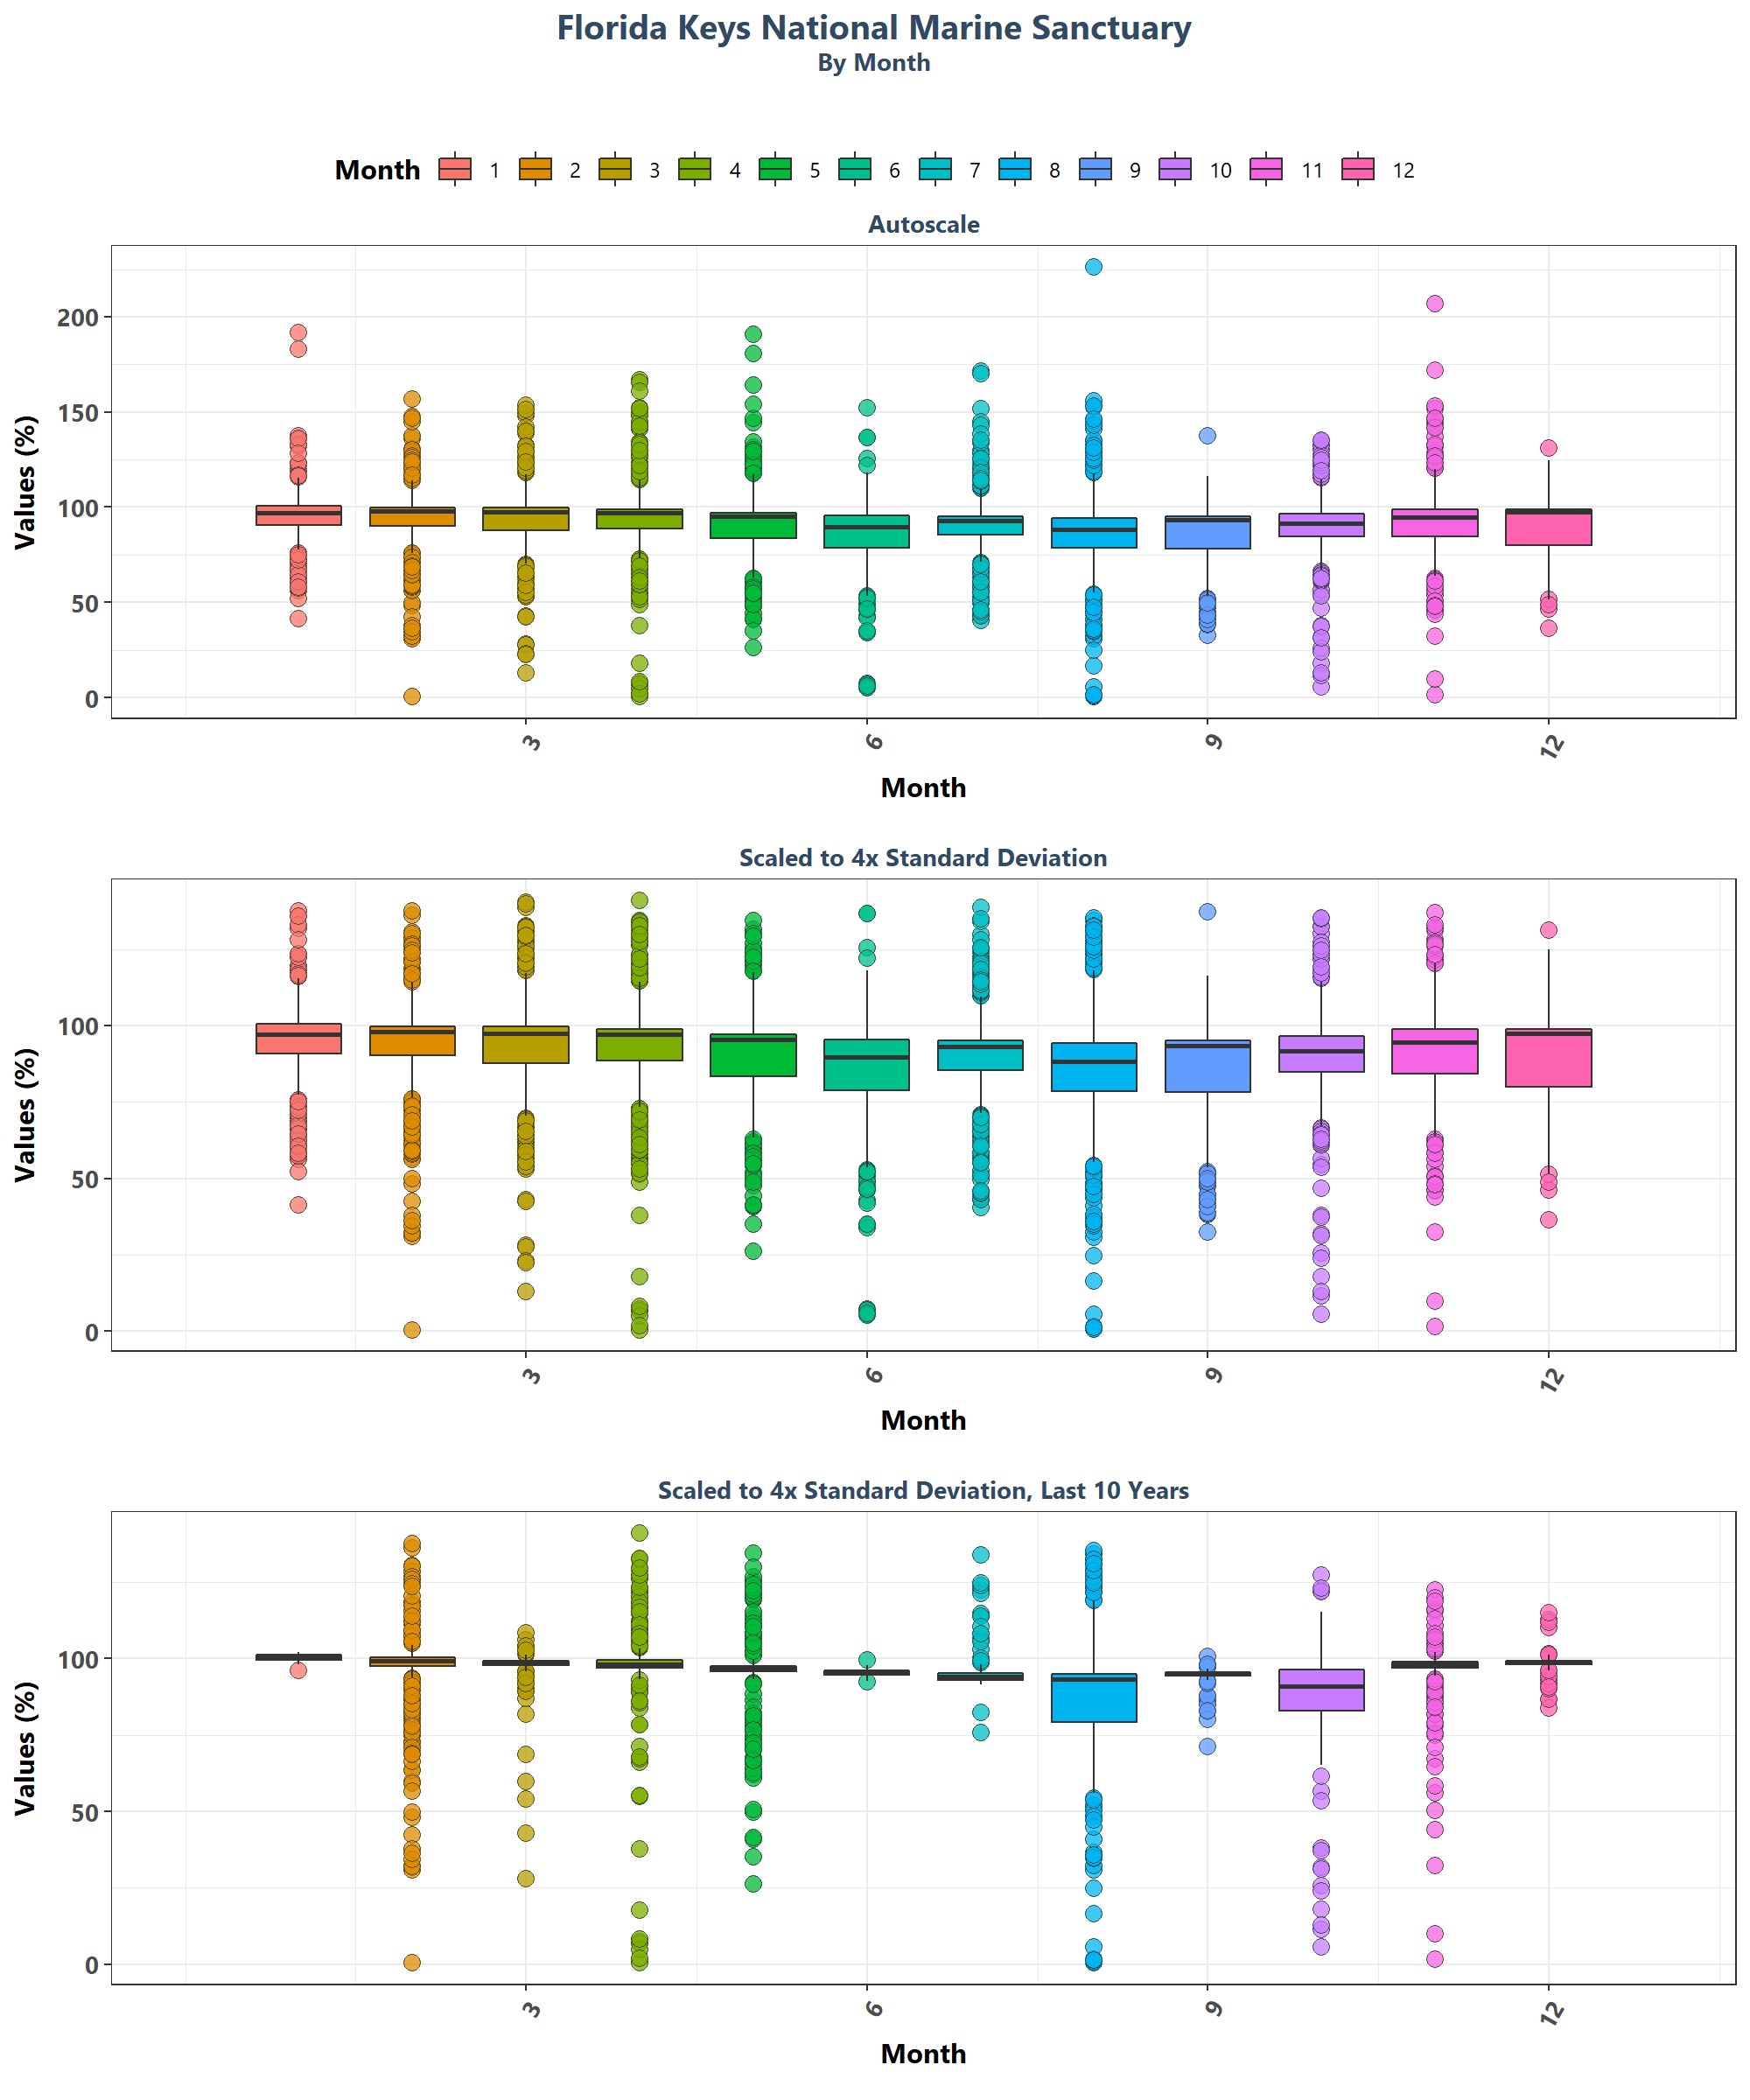 Florida Keys National Marine Sanctuary
By Month
Month 1 2 3 4 5 6 7 8 9 10 11 12
Autoscale
Values (%)
200
150
100
50
0
3 6 9 12
Month
Scaled to 4x Standard Deviation
Values (%)
100
50
0
3 6 9 12
Month
Scaled to 4x Standard Deviation, Last 10 Years
Values (%)
100
50
0
3 6 9 12
Month